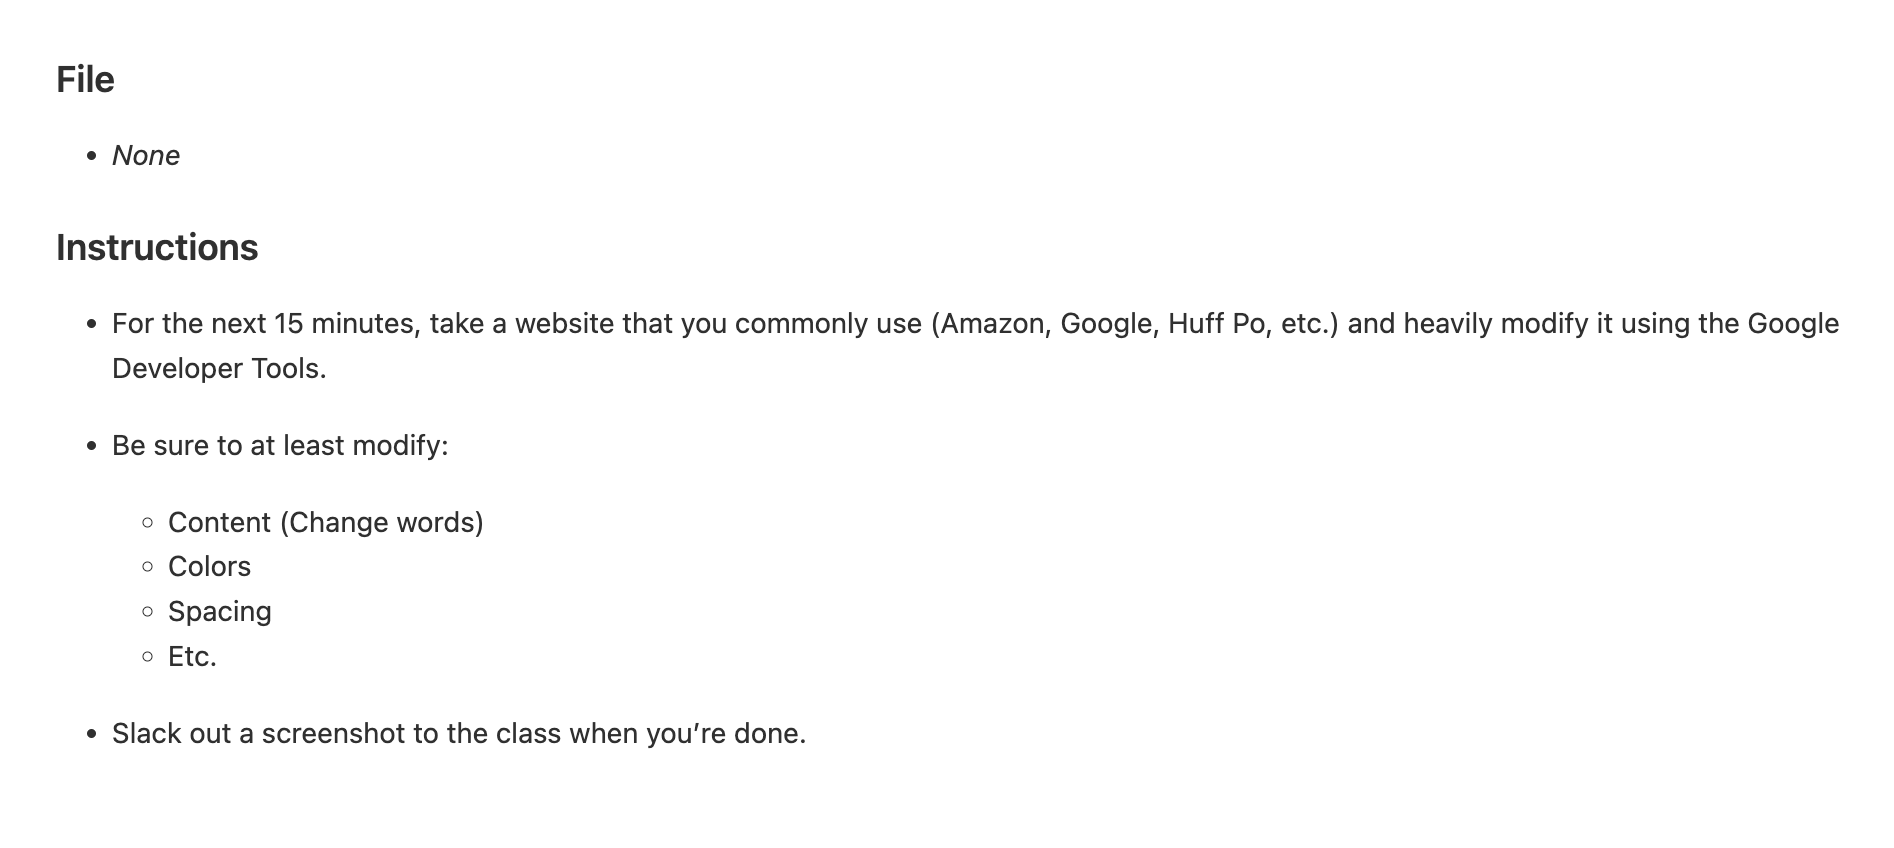 File
• None
Instructions
• For the next 15 minutes, take a website that you commonly use (Amazon, Google, Huff Po, etc.) and heavily modify it using the Google
Developer Tools.
• Be sure to at least modify:
◦ Content (Change words)
◦ Colors
◦ Spacing
◦ Etc.
• Slack out a screenshot to the class when you’re done.